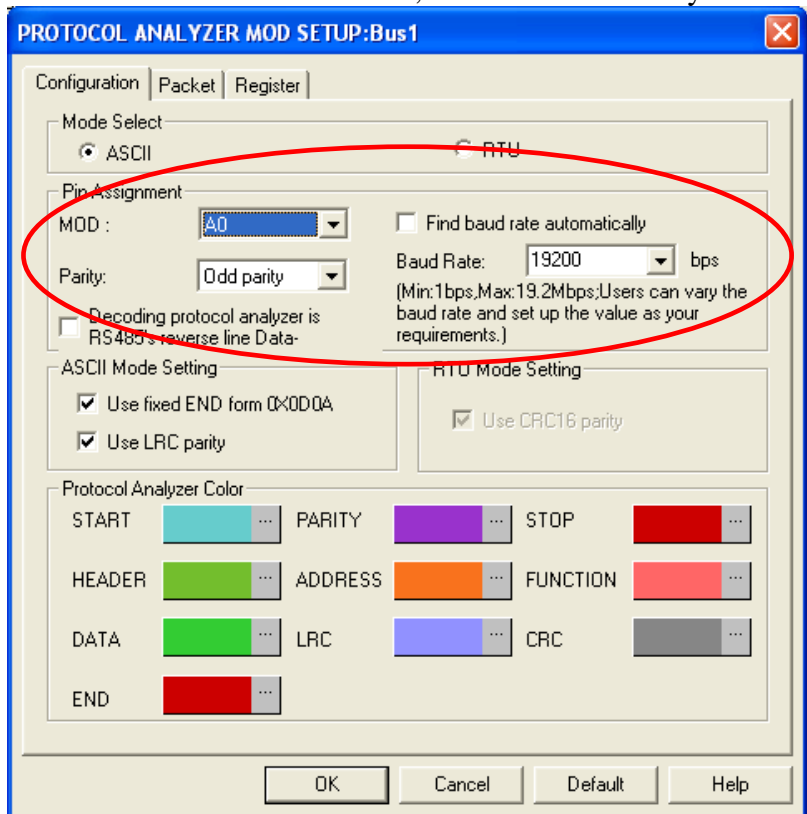 PROTOCOL ANALYZER MOD SETUP:Bus1
Configuration Packet Register
Mode Select
ASCII RTU
Pin Assignment
MOD : A0 Find baud rate automatically
Parity: Odd parity Baud Rate: 19200 bps
(Min:1bps,Max:19.2Mbps;Users can vary the
baud rate and set up the value as your
requirements.)
Decoding protocol analyzer is
RS485's reverse line Data-
ASCII Mode Setting RTU Mode Setting
Use fixed END form 0X0D0A
Use CRC16 parity
Use LRC parity
Protocol Analyzer Color
START ... PARITY ... STOP ...
HEADER ... ADDRESS ... FUNCTION ...
DATA ... LRC ... CRC ...
END ...
OK Cancel Default Help